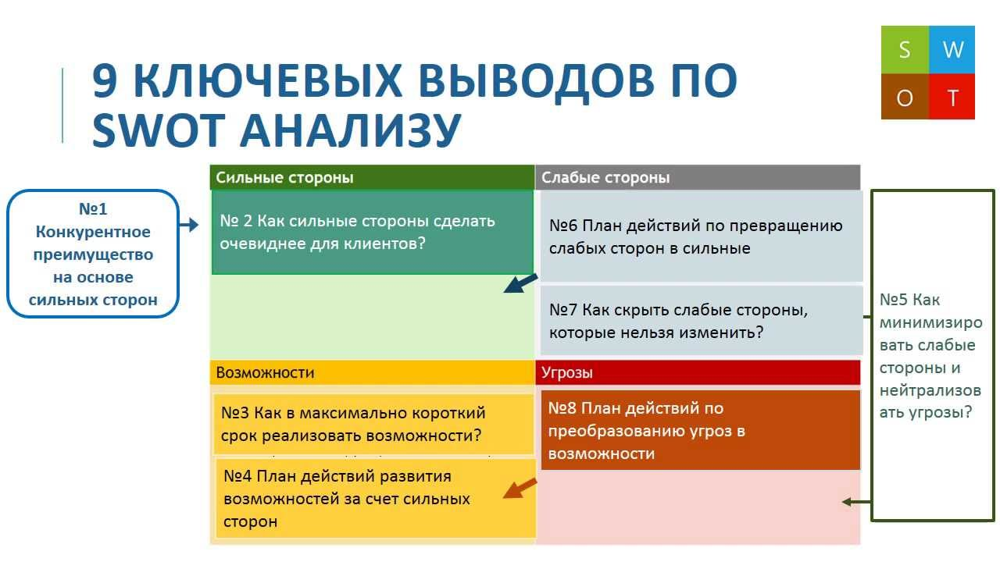 9 КЛЮЧЕВЫХ ВЫВОДОВ ПО
SWOT АНАЛИЗУ
S W
O T
№1
Конкурентное
преимущество
на основе
сильных сторон
Сильные стороны
№ 2 Как сильные стороны сделать
очевиднее для клиентов?
Слабые стороны
№6 План действий по превращению
слабых сторон в сильные
№7 Как скрыть слабые стороны,
которые нельзя изменить?
Возможности
№3 Как в максимально короткий
срок реализовать возможности?
№4 План действий развития
возможностей за счет сильных
сторон
Угрозы
№8 План действий по
преобразованию угроз в
возможности
№5 Как
минимизиро
вать слабые
стороны и
нейтрализов
ать угрозы?